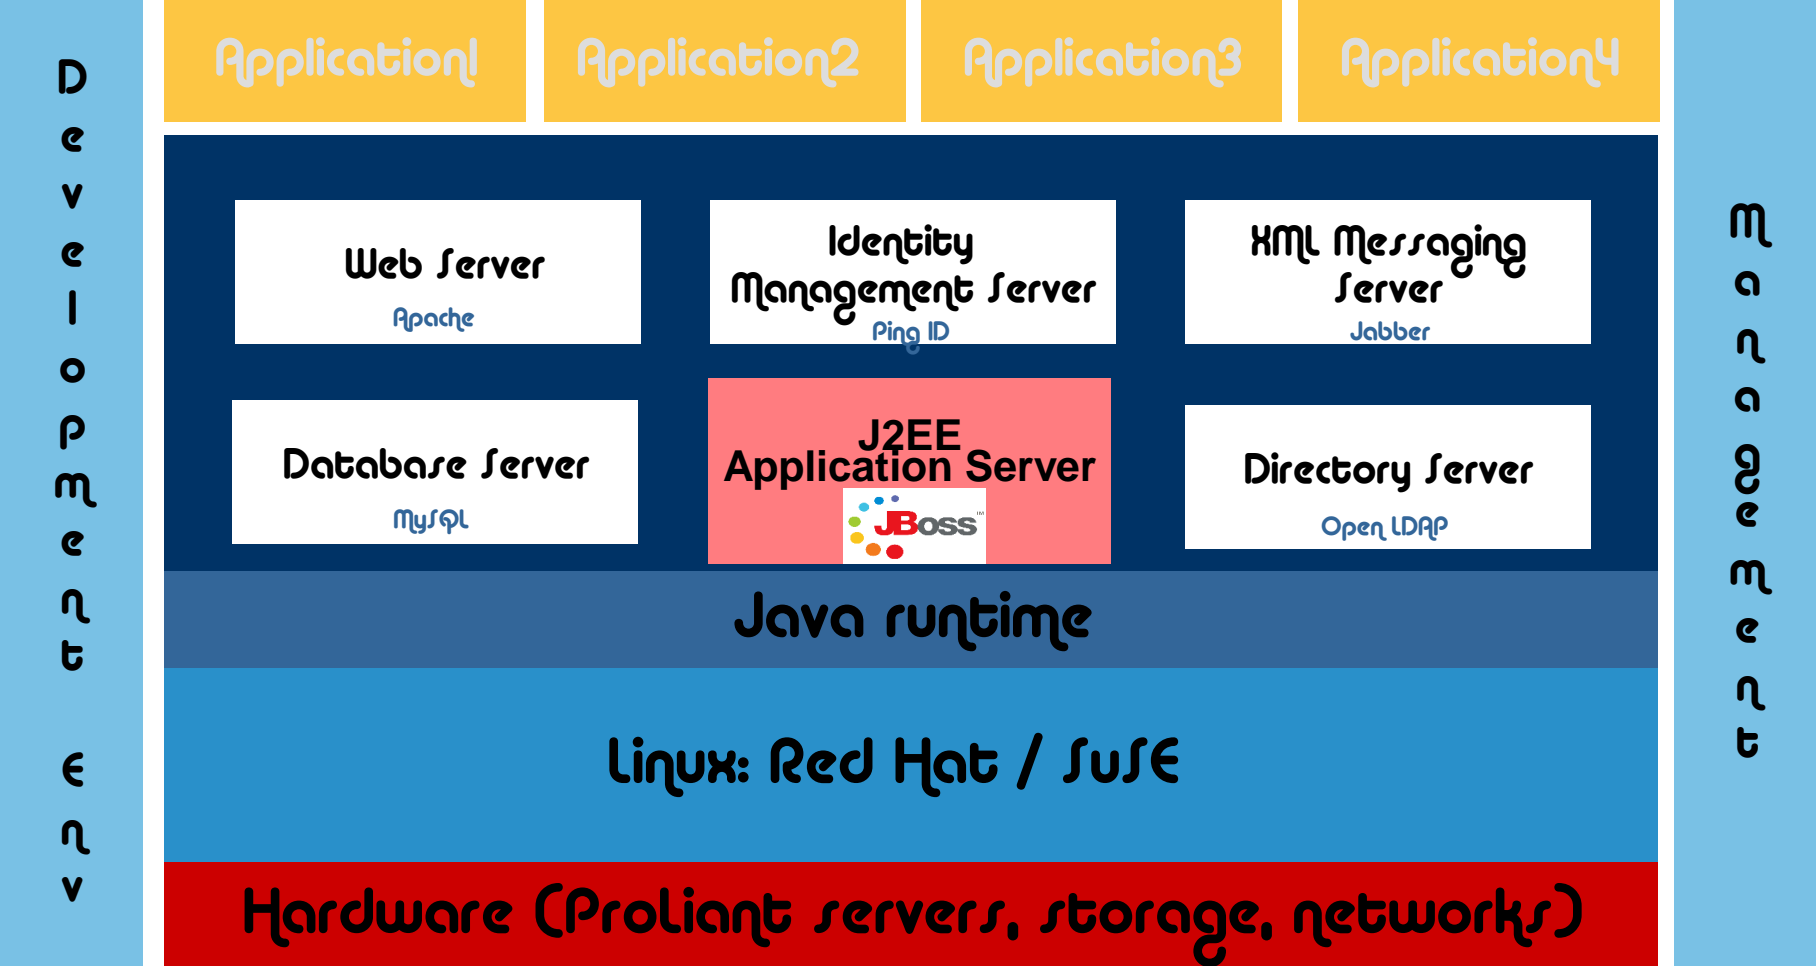 Application1
Application2
Application3
Application4
Development Env
Web Server
Apache
Identity
Management Server
Ping ID
XML Messaging
Server
Jabber
Database Server
MySQL
J2EE
Application Server
JBoss™
Directory Server
Open LDAP
Management
Java runtime
Linux: Red Hat / SuSE
Hardware (ProLiant servers, storage, networks)